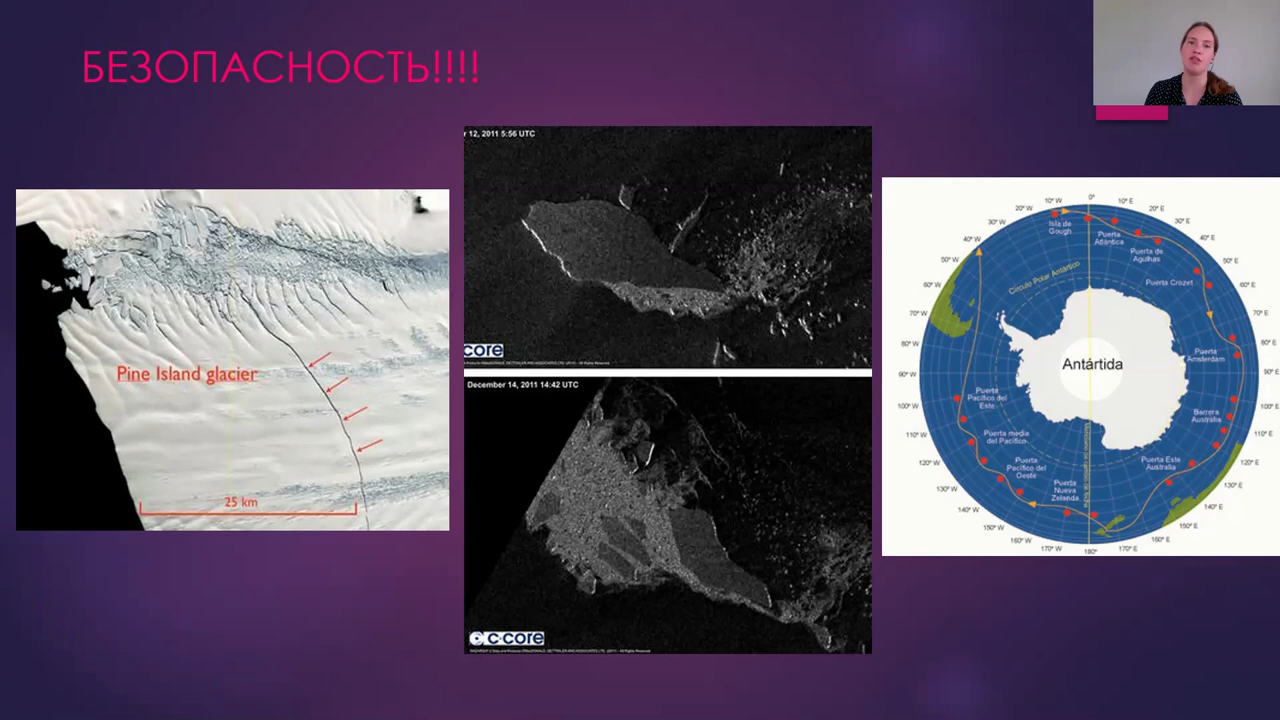 БЕЗОПАСНОСТЬ!!!!
Pine Island glacier
25 km
r 12, 2011 5:56 UTC
core
December 14, 2011 14:42 UTC
c·core
0°
10° W
10° E
20° W
20° E
30° W
30° E
40° W
40° E
50° W
50° E
60° W
60° E
70° W
70° E
80° W
80° E
90° W
90° E
100° W
100° E
110° W
110° E
120° W
120° E
130° W
130° E
140° W
140° E
150° W
150° E
160° W
160° E
170° W
180°
170° E
Isla de
Gough
Puerta
Atlántica
Puerta de
Agulhas
Puerta Crozet
Círculo Polar Antártico
Puerta
Amsterdam
Antártida
Barrera
Australia
Puerta Este
Australia
Puerta
Nueva
Zelanda
Puerta
Pacífico del
Oeste
Puerta media
del Pacífico
Puerta
Pacífico del
Este